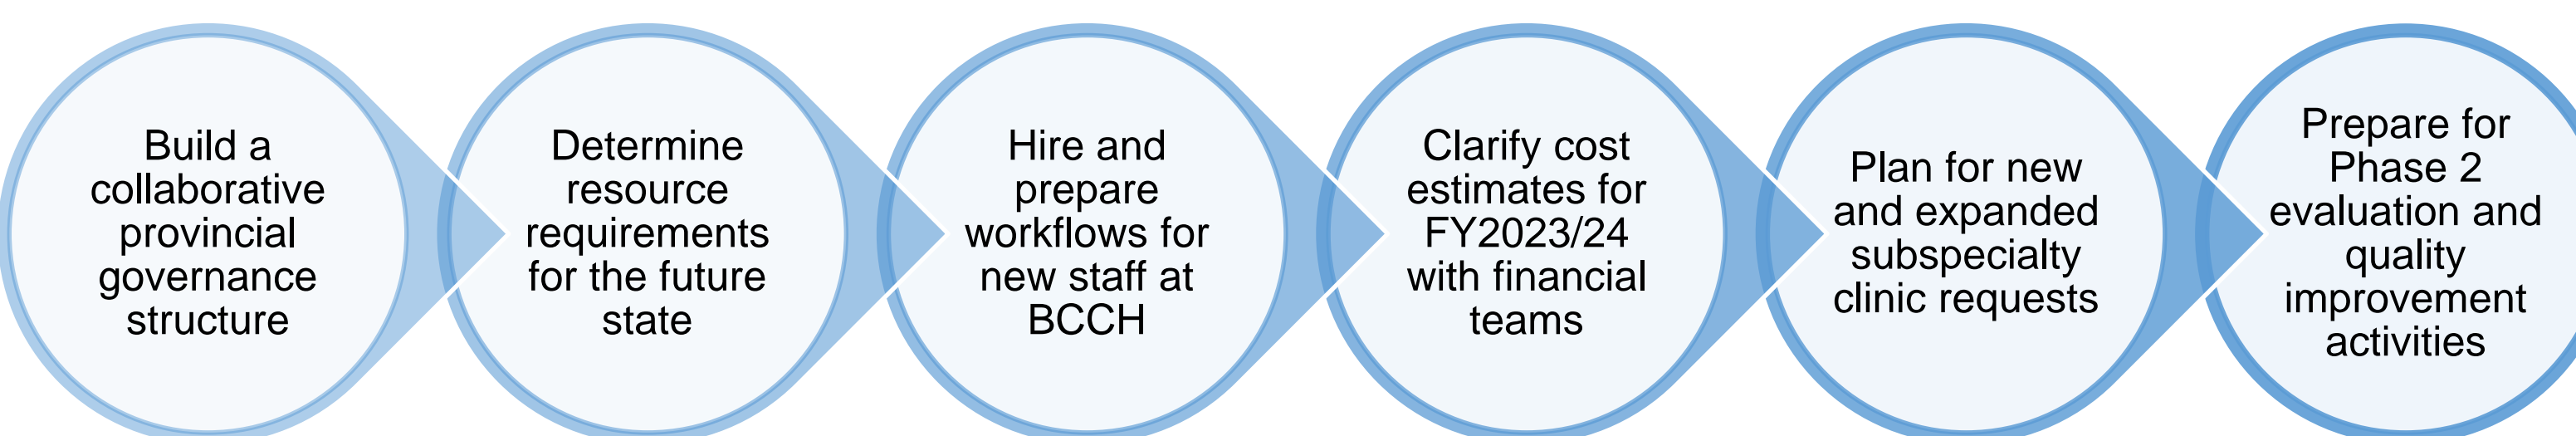 Build a
collaborative
provincial
governance
structure
Determine
resource
requirements
for the future
state
Hire and
prepare
workflows for
new staff at
BCCH
Clarify cost
estimates for
FY2023/24
with financial
teams
Plan for new
and expanded
subspecialty
clinic requests
Prepare for
Phase 2
evaluation and
quality
improvement
activities